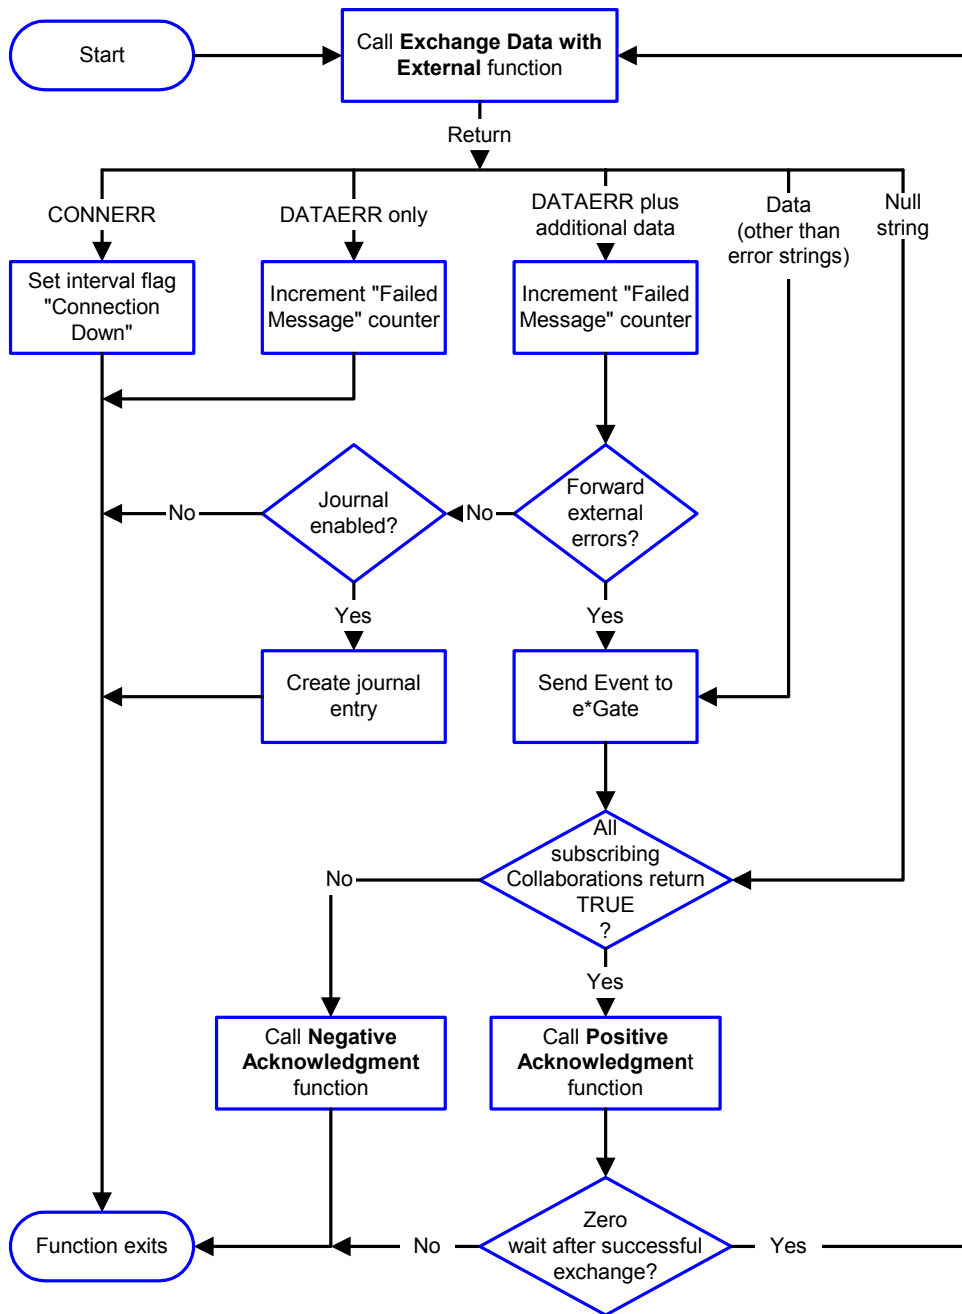 Start
Call Exchange Data with
External function
Return
CONNERR
DATAERR only
DATAERR plus
additional data
Data
(other than
error strings)
Null
string
Set interval flag
"Connection
Down"
Increment "Failed
Message" counter
Increment "Failed
Message" counter
Journal
enabled?
Forward
external
errors?
No
No
Yes
Yes
Create journal
entry
Send Event to
e*Gate
All
subscribing
Collaborations return
TRUE
?
No
Yes
Call Negative
Acknowledgment
function
Call Positive
Acknowledgment
function
Function exits
No
Zero
wait after successful
exchange?
Yes